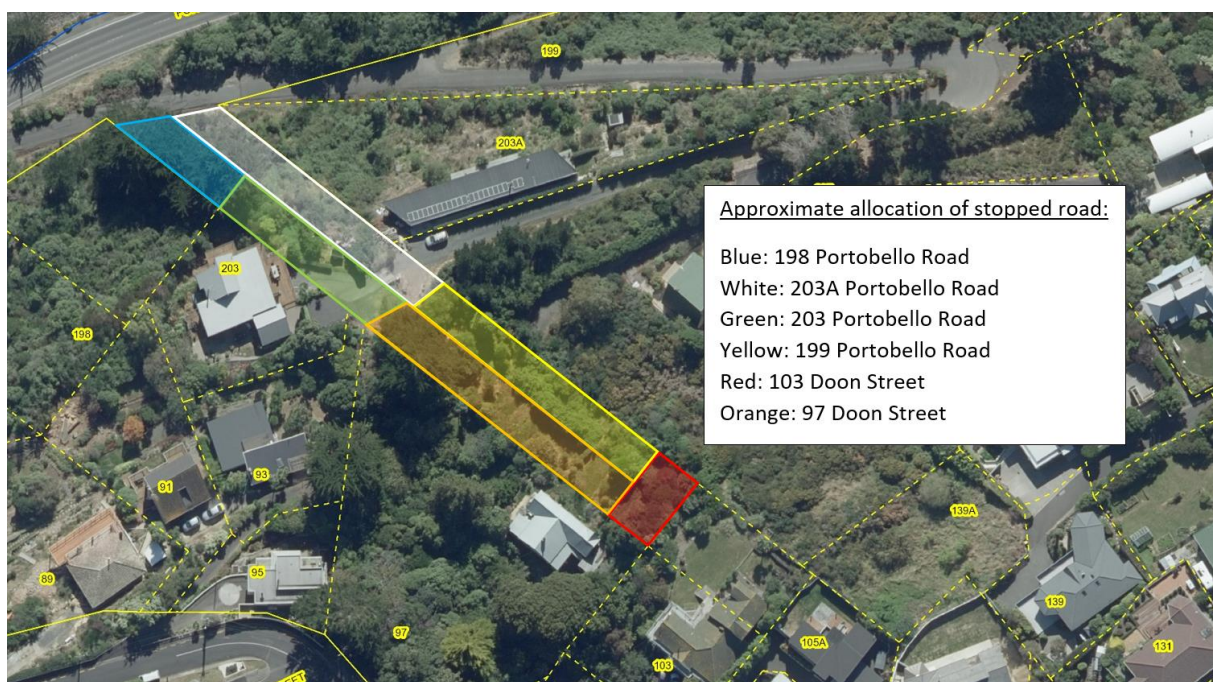 199
203A
Approximate allocation of stopped road:
Blue: 198 Portobello Road
White: 203A Portobello Road
Green: 203 Portobello Road
Yellow: 199 Portobello Road
Red: 103 Doon Street
Orange: 97 Doon Street
203
198
93
91
89
95
97
103
105A
139A
139
131